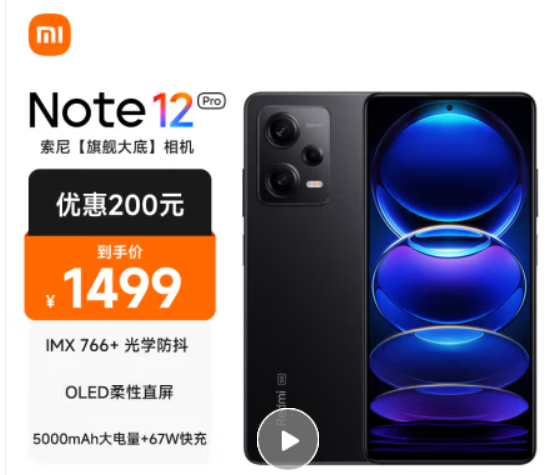 mi
Note 12 Pro
索尼【旗舰大底】相机
优惠200元
到手价
¥1499
IMX 766+ 光学防抖
OLED柔性直屏
5000mAh大电量+67W快充
Redmi 5G